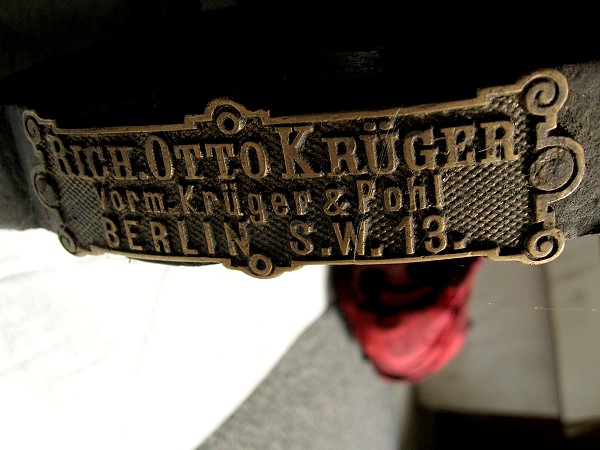 RICH. OTTO KRÜGER
Vorm. Krüger & Pohl
BERLIN S.W. 13.